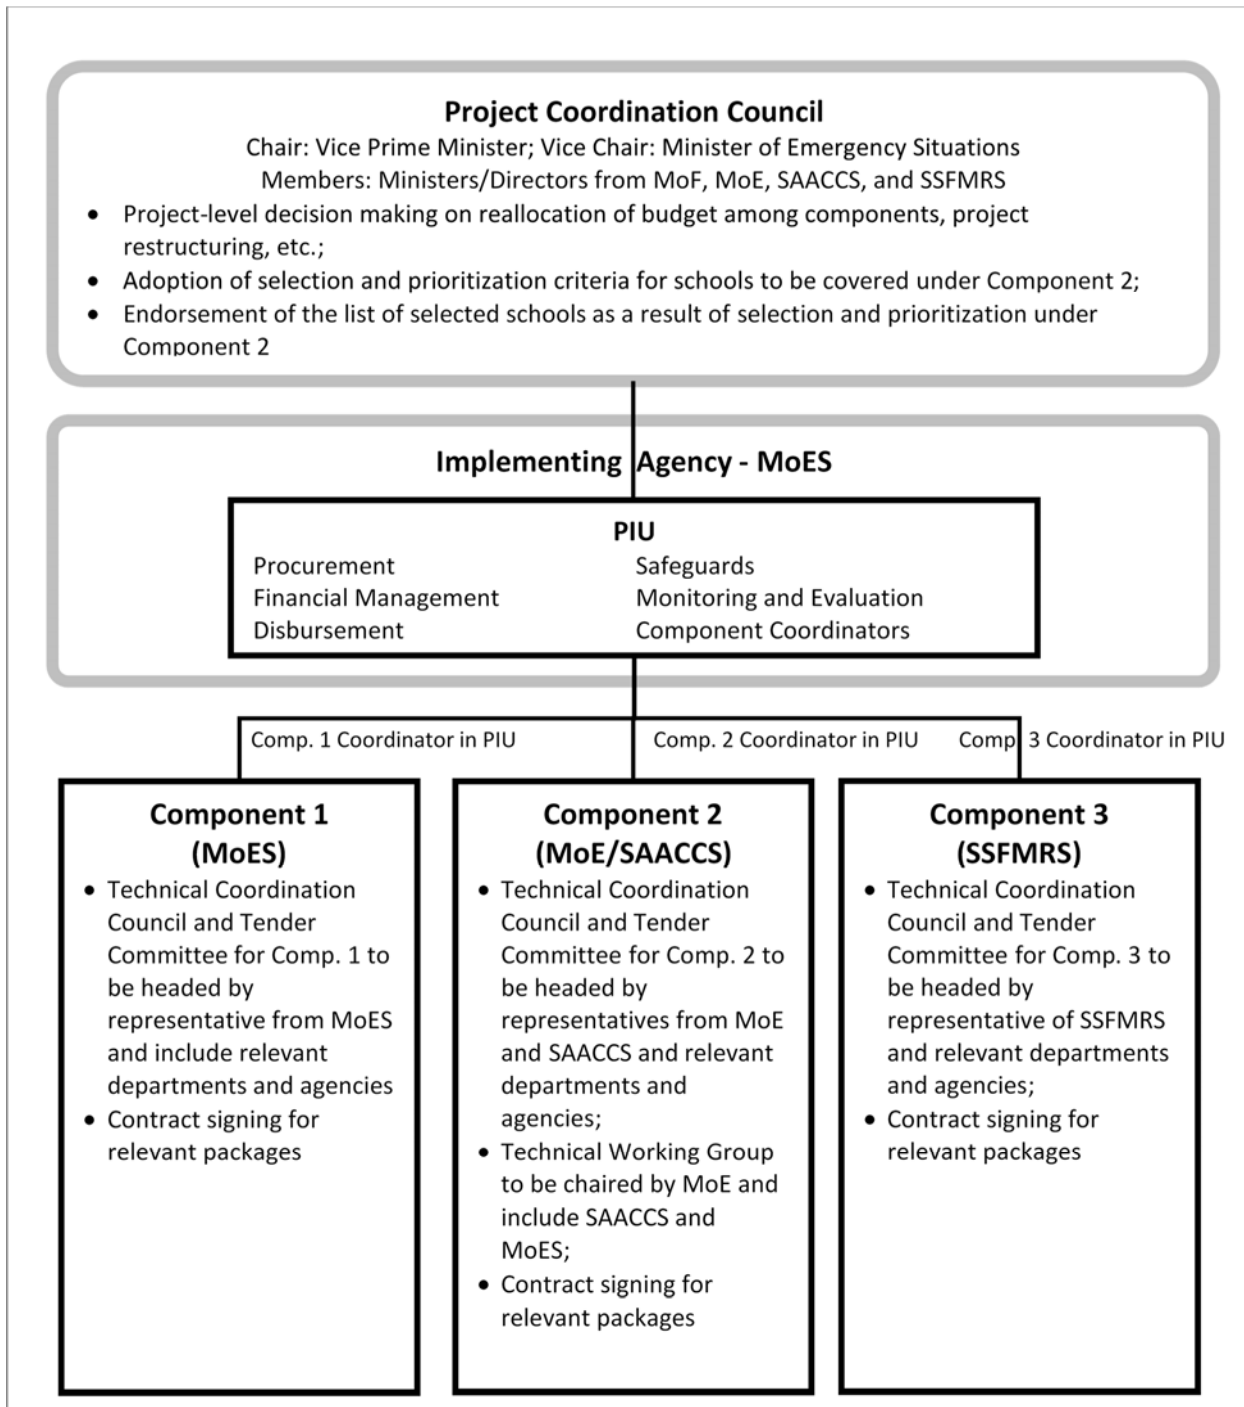 Project Coordination Council
Chair: Vice Prime Minister; Vice Chair: Minister of Emergency Situations
Members: Ministers/Directors from MoF, MoE, SAACCS, and SSFMRS
• Project-level decision making on reallocation of budget among components, project
restructuring, etc.;
• Adoption of selection and prioritization criteria for schools to be covered under Component 2;
• Endorsement of the list of selected schools as a result of selection and prioritization under
Component 2
Implementing Agency - MoES
PIU
Procurement
Financial Management
Disbursement
Safeguards
Monitoring and Evaluation
Component Coordinators
Comp. 1 Coordinator in PIU
Comp. 2 Coordinator in PIU
Comp 3 Coordinator in PIU
Component 1
(MoES)
• Technical Coordination
Council and Tender
Committee for Comp. 1 to
be headed by
representative from MoES
and include relevant
departments and agencies
• Contract signing for
relevant packages
Component 2
(MoE/SAACCS)
• Technical Coordination
Council and Tender
Committee for Comp. 2 to
be headed by
representatives from MoE
and SAACCS and relevant
departments and
agencies;
• Technical Working Group
to be chaired by MoE and
include SAACCS and
MoES;
• Contract signing for
relevant packages
Component 3
(SSFMRS)
• Technical Coordination
Council and Tender
Committee for Comp. 3 to
be headed by
representative of SSFMRS
and relevant departments
and agencies;
• Contract signing for
relevant packages